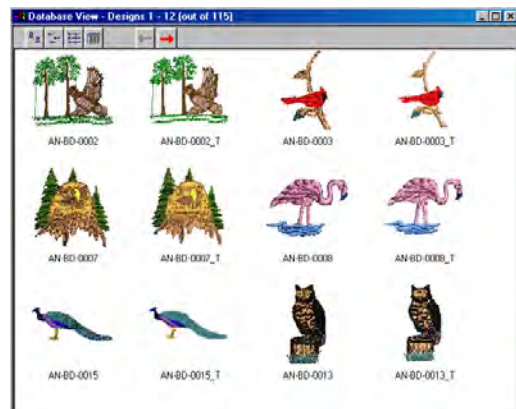 Database View - Designs 1 - 12 (out of 115)
AN-BD-0002 AN-BD-0002_T AN-BD-0003 AN-BD-0003_T
AN-BD-0007 AN-BD-0007_T AN-BD-0008 AN-BD-0008_T
AN-BD-0015 AN-BD-0015_T AN-BD-0013 AN-BD-0013_T